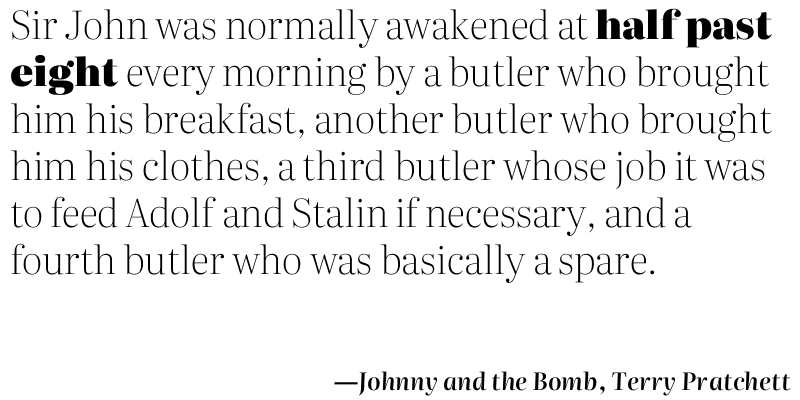 Sir John was normally awakened at half past
eight every morning by a butler who brought
him his breakfast, another butler who brought
him his clothes, a third butler whose job it was
to feed Adolf and Stalin if necessary, and a
fourth butler who was basically a spare.
—Johnny and the Bomb, Terry Pratchett